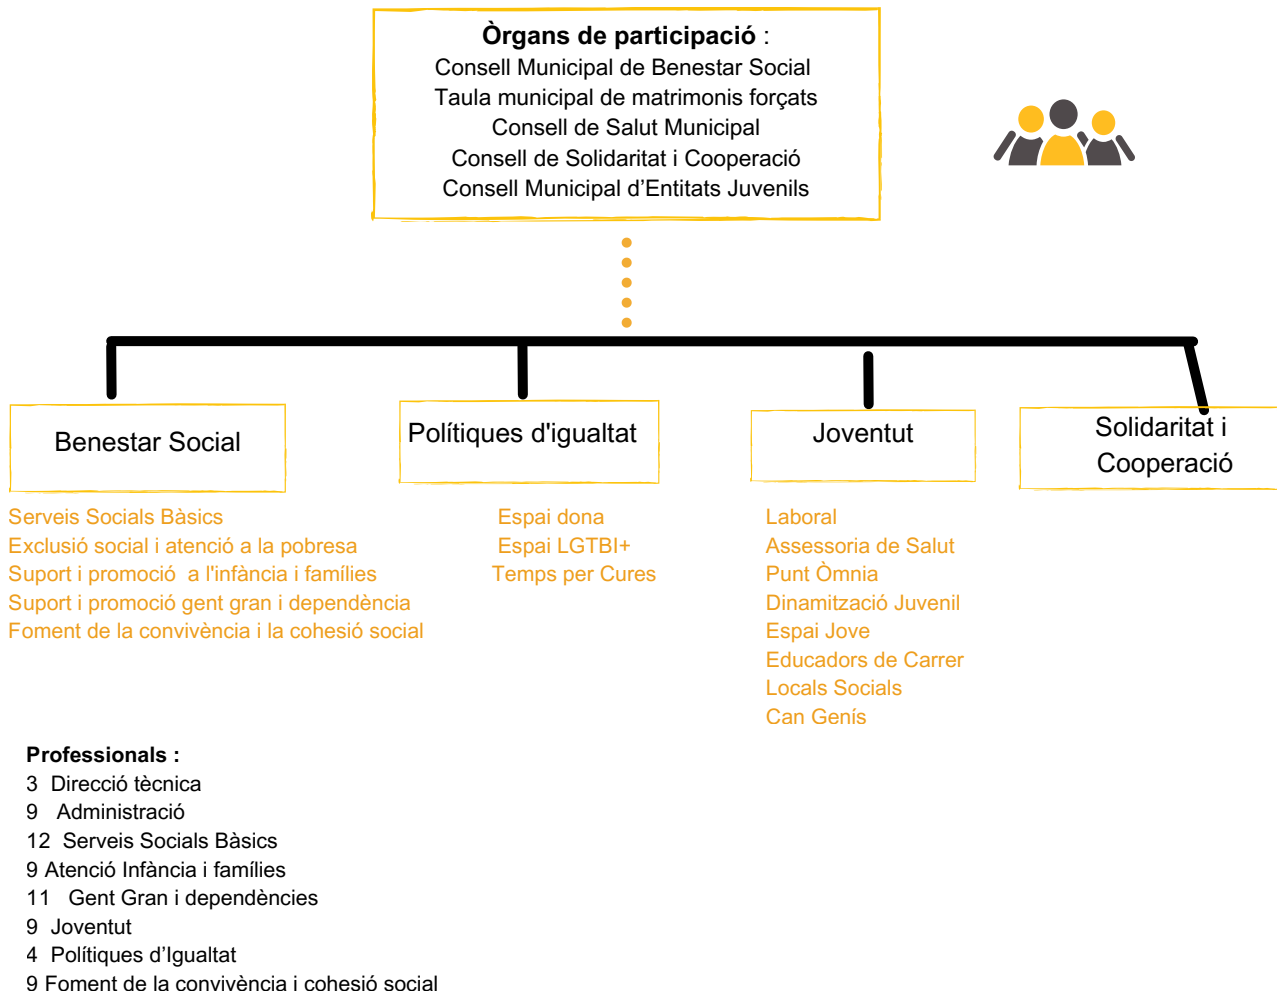 Òrgans de participació :
Consell Municipal de Benestar Social
Taula municipal de matrimonis forçats
Consell de Salut Municipal
Consell de Solidaritat i Cooperació
Consell Municipal d'Entitats Juvenils
Benestar Social
Serveis Socials Bàsics
Exclusió social i atenció a la pobresa
Suport i promoció a l'infància i famílies
Suport i promoció gent gran i dependència
Foment de la convivència i la cohesió social
Polítiques d'igualtat
Espai dona
Espai LGTBI+
Temps per Cures
Joventut
Laboral
Assessoria de Salut
Punt Òmnia
Dinamització Juvenil
Espai Jove
Educadors de Carrer
Locals Socials
Can Genís
Solidaritat i
Cooperació
Professionals :
3 Direcció tècnica
9 Administració
12 Serveis Socials Bàsics
9 Atenció Infància i famílies
11 Gent Gran i dependències
9 Joventut
4 Polítiques d'Igualtat
9 Foment de la convivència i cohesió social